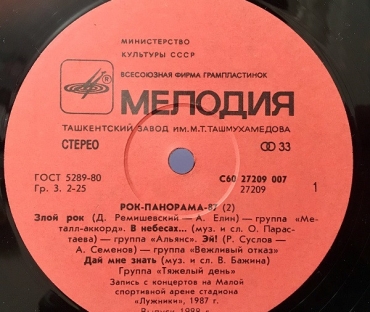 МИНИСТЕРСТВО
КУЛЬТУРЫ СССР
ВСЕСОЮЗНАЯ ФИРМА ГРАМПЛАСТИНОК
МЕЛОДИЯ
ТАШКЕНТСКИЙ ЗАВОД ИМ. М.Т. ТАШМУХАМЕДОВА
СТЕРЕО 33
ГОСТ 5289-80 С60 27209 007
Гр. 3. 2-25 27209 1
РОК-ПАНОРАМА-87 (2)
Злой рок (Д. Ремишевский — А. Елин) — группа «Ме-
талл-аккорд». В небесах... (муз. и сл. О. Парас-
таева) — группа «Альянс». Эй! (Р. Суслов —
А. Семенов) — группа «Вежливый отказ»
Дай мне знать (муз. и сл. В. Бажина)
Группа «Тяжелый день»
Запись с концертов на Малой
спортивной арене стадиона
«Лужники», 1987 г.
Выпуск 1988 г.